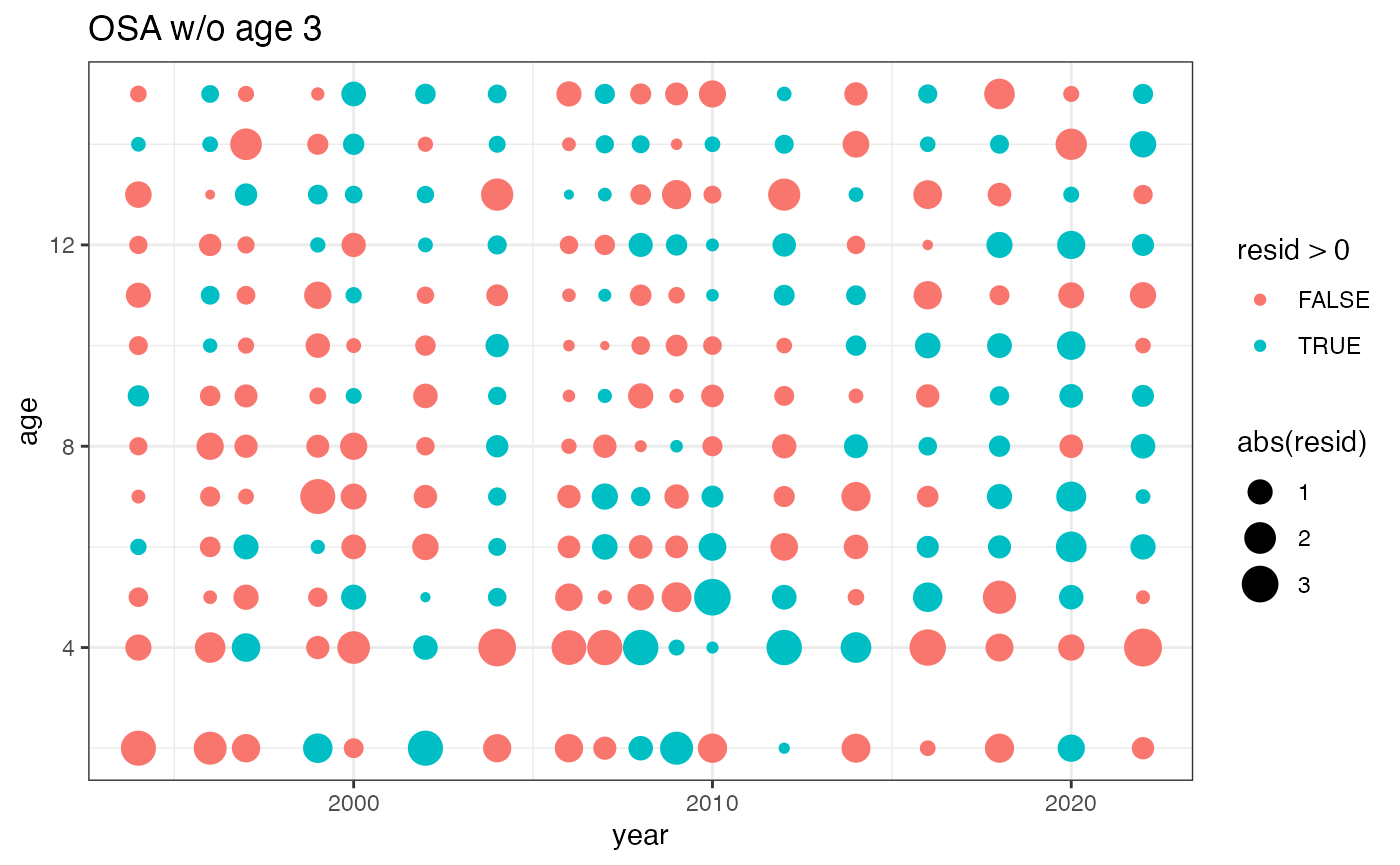 OSA w/o age 3
12
8
4
age
2000 2010 2020
year
resid > 0
FALSE
TRUE
abs(resid)
1
2
3